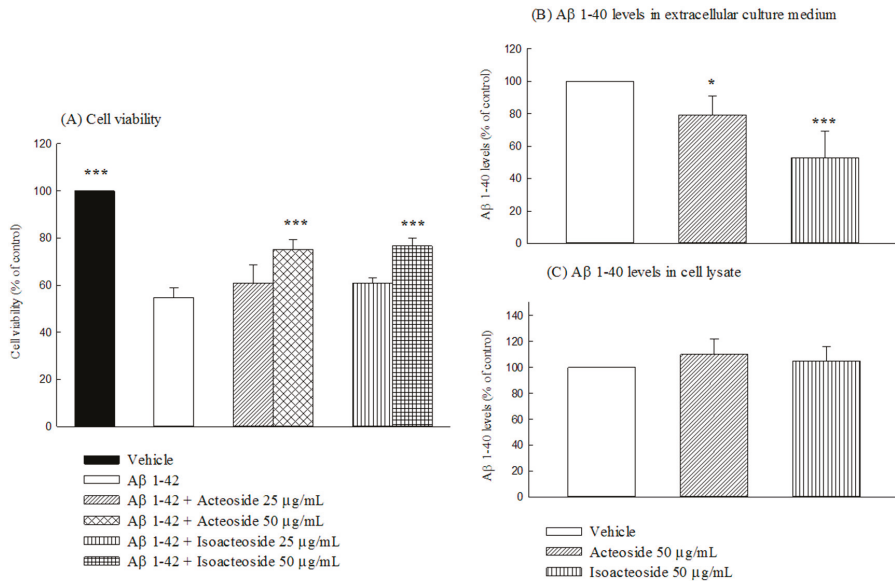 (A) Cell viability
Cell viability (% of control)
120
100
80
60
40
20
0
***
***
***
Vehicle
Aβ 1-42
Aβ 1-42 + Acteoside 25 µg/mL
Aβ 1-42 + Acteoside 50 µg/mL
Aβ 1-42 + Isoacteoside 25 µg/mL
Aβ 1-42 + Isoacteoside 50 µg/mL
(B) Aβ 1-40 levels in extracellular culture medium
Aβ 1-40 levels (% of control)
120
100
80
60
40
20
0
*
***
(C) Aβ 1-40 levels in cell lysate
Aβ 1-40 levels (% of control)
140
120
100
80
60
40
20
0
Vehicle
Acteoside 50 µg/mL
Isoacteoside 50 µg/mL